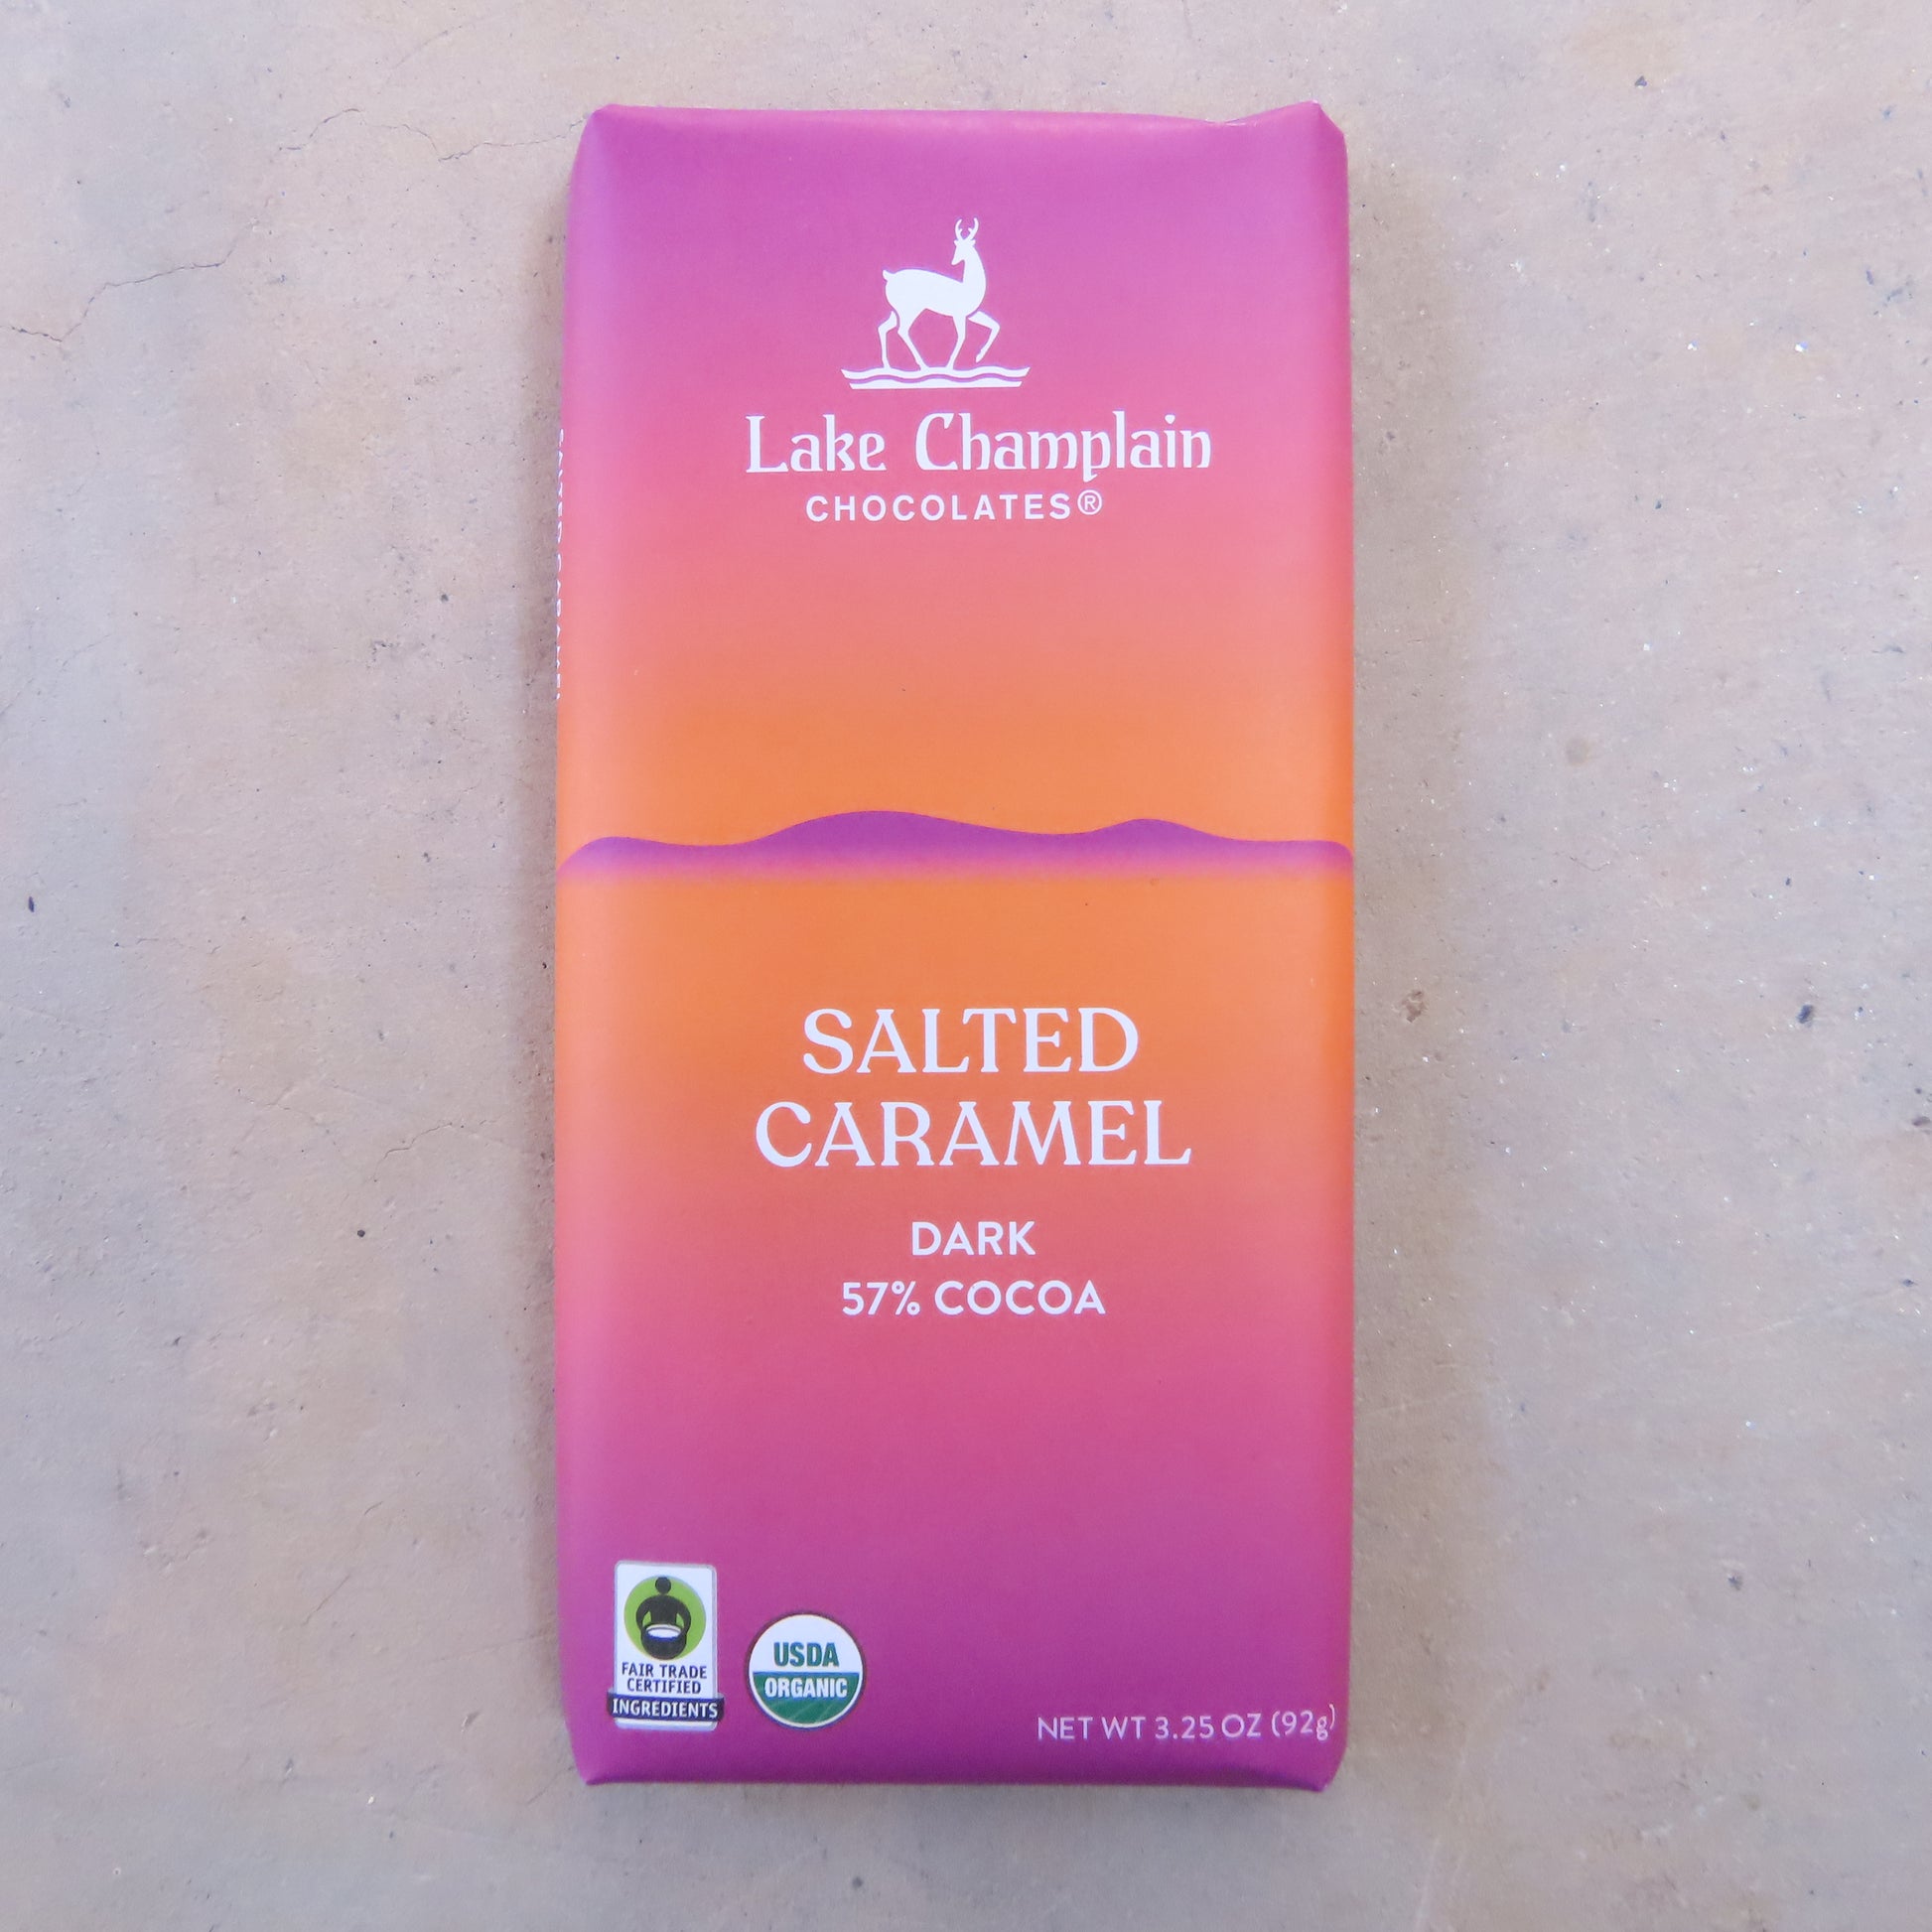 Lake Champlain
CHOCOLATES®
SALTED
CARAMEL
DARK
57% COCOA
FAIR TRADE
CERTIFIED
INGREDIENTS
USDA
ORGANIC
NET WT 3.25 OZ (92g)